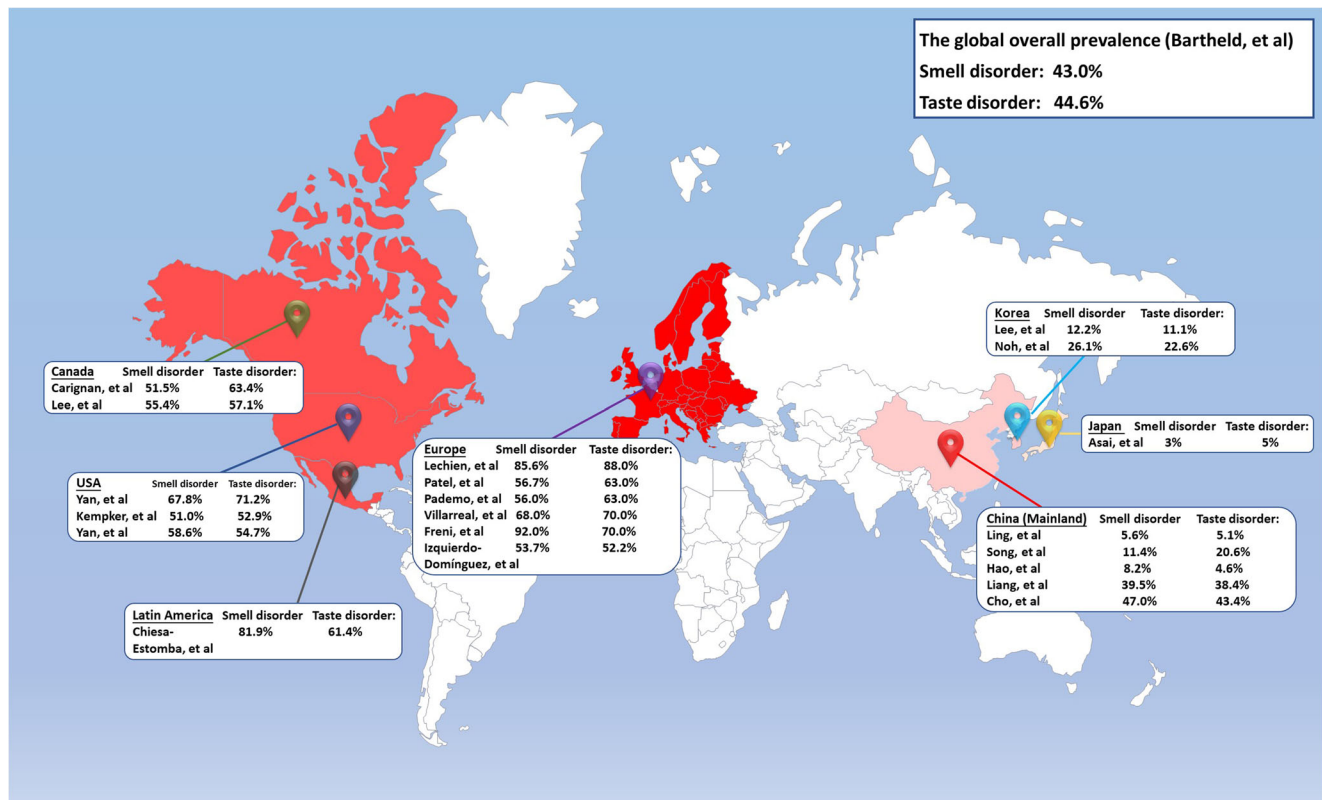 The global overall prevalence (Bartheld, et al)
Smell disorder: 43.0%
Taste disorder: 44.6%
Canada Smell disorder Taste disorder:
Carignan, et al 51.5% 63.4%
Lee, et al 55.4% 57.1%
USA Smell disorder Taste disorder:
Yan, et al 67.8% 71.2%
Kempker, et al 51.0% 52.9%
Yan, et al 58.6% 54.7%
Latin America Smell disorder Taste disorder:
Chiesa- 81.9% 61.4%
Estomba, et al
Europe Smell disorder Taste disorder:
Lechien, et al 85.6% 88.0%
Patel, et al 56.7% 63.0%
Pademo, et al 56.0% 63.0%
Villarreal, et al 68.0% 70.0%
Freni, et al 92.0% 70.0%
Izquierdo- 53.7% 52.2%
Domínguez, et al
Korea Smell disorder Taste disorder:
Lee, et al 12.2% 11.1%
Noh, et al 26.1% 22.6%
Japan Smell disorder Taste disorder:
Asai, et al 3% 5%
China (Mainland) Smell disorder Taste disorder:
Ling, et al 5.6% 5.1%
Song, et al 11.4% 20.6%
Hao, et al 8.2% 4.6%
Liang, et al 39.5% 38.4%
Cho, et al 47.0% 43.4%